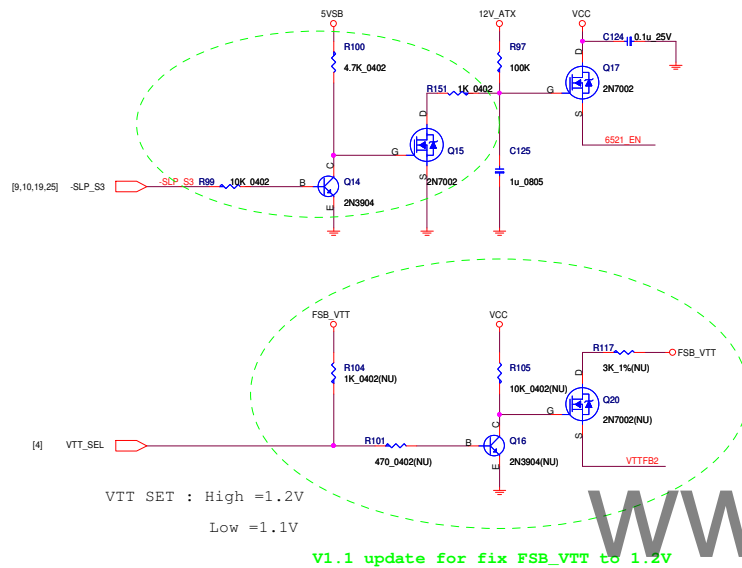 5VSB 12V_ATX VCC
C124 0.1u_25V
R100 R97
4.7K_0402 100K
D Q17
R151 1K_0402
G 2N7002
D
S
G Q15 C125 6521_EN
C
S
[9,10,19,25] -SLP_S3 -SLP_S3 R99 10K_0402 B Q14 2N7002 1u_0805
2N3904
E
FSB_VTT VCC
R117 FSB_VTT
R104 R105 3K_1%(NU)
1K_0402(NU) 10K_0402(NU)
D Q20
G 2N7002(NU)
C
S
[4] VTT_SEL R101 B Q16
470_0402(NU) 2N3904(NU) VTTFB2
E
VTT SET : High =1.2V
Low =1.1V
V1.1 update for fix FSB_VTT to 1.2V